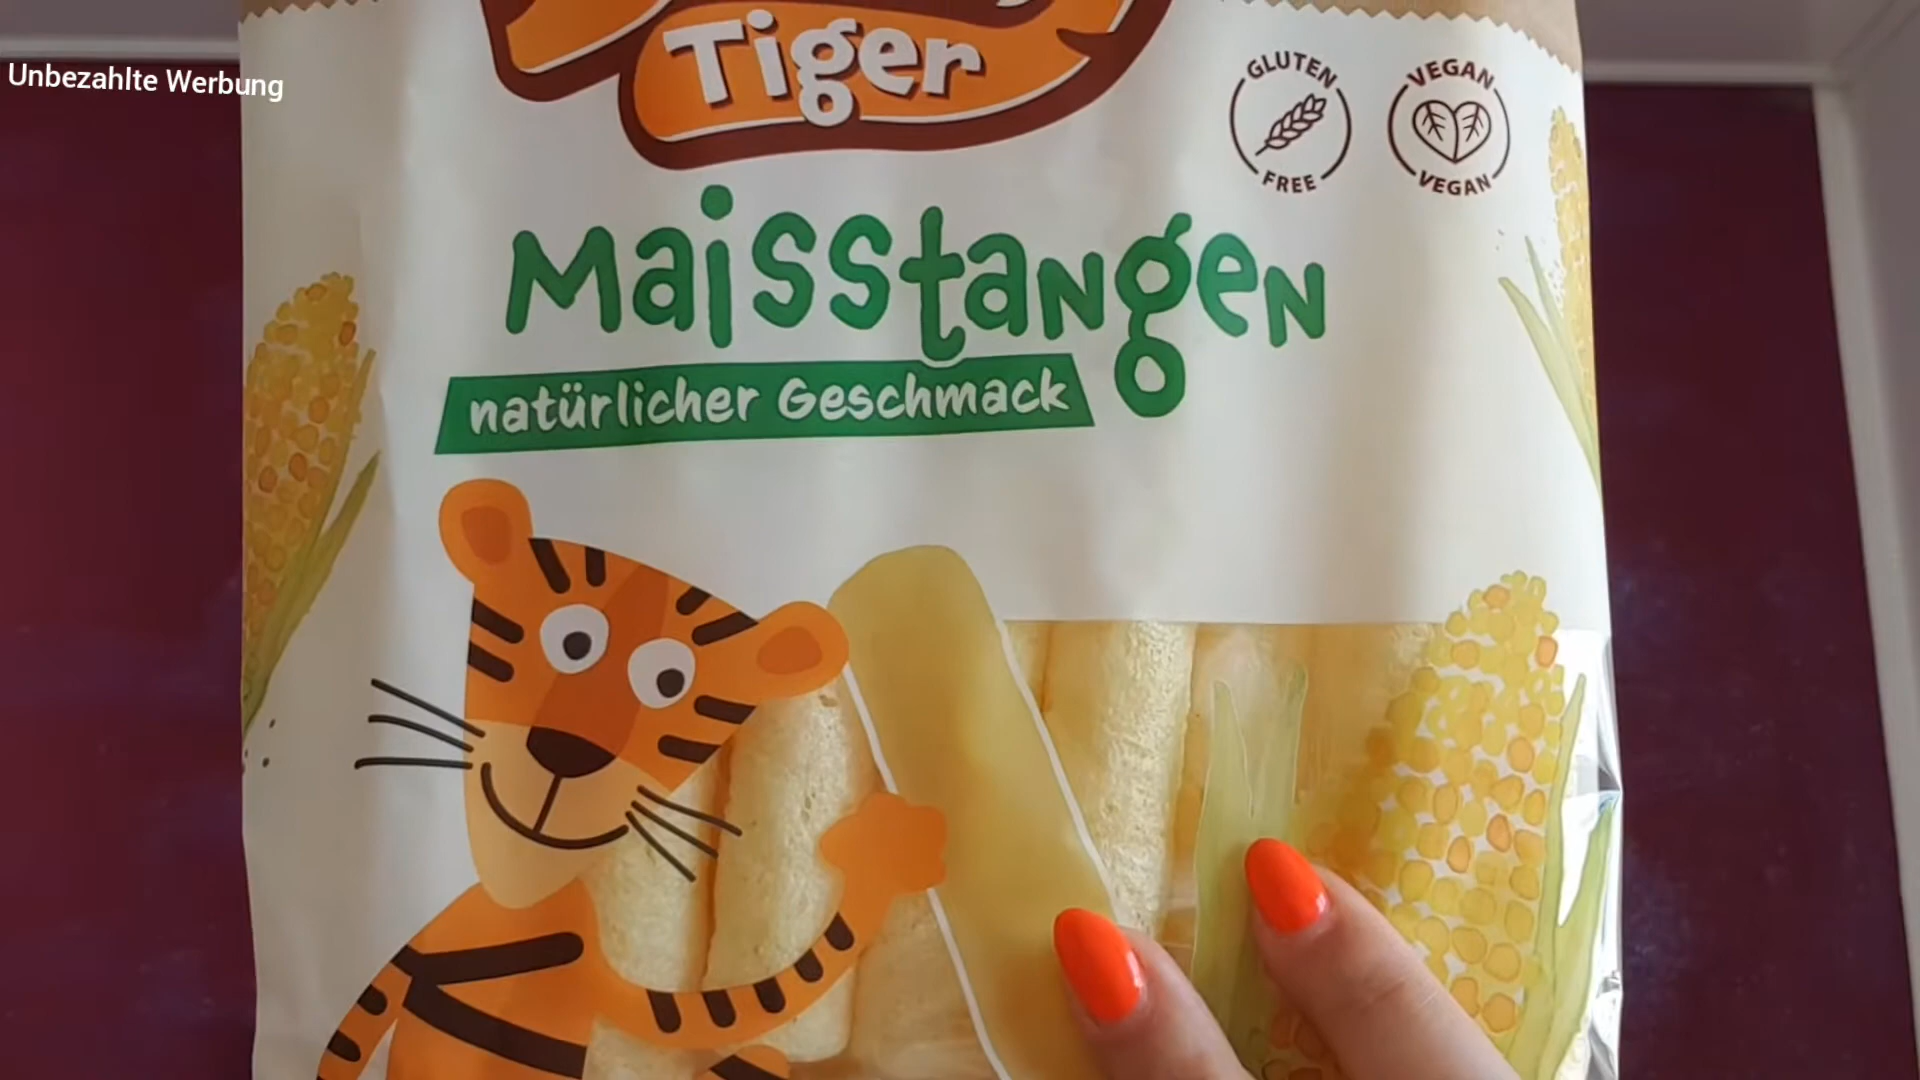 Unbezahlte Werbung
Tiger
GLUTEN
FREE
VEGAN
VEGAN
Maisstangen
natürlicher Geschmack